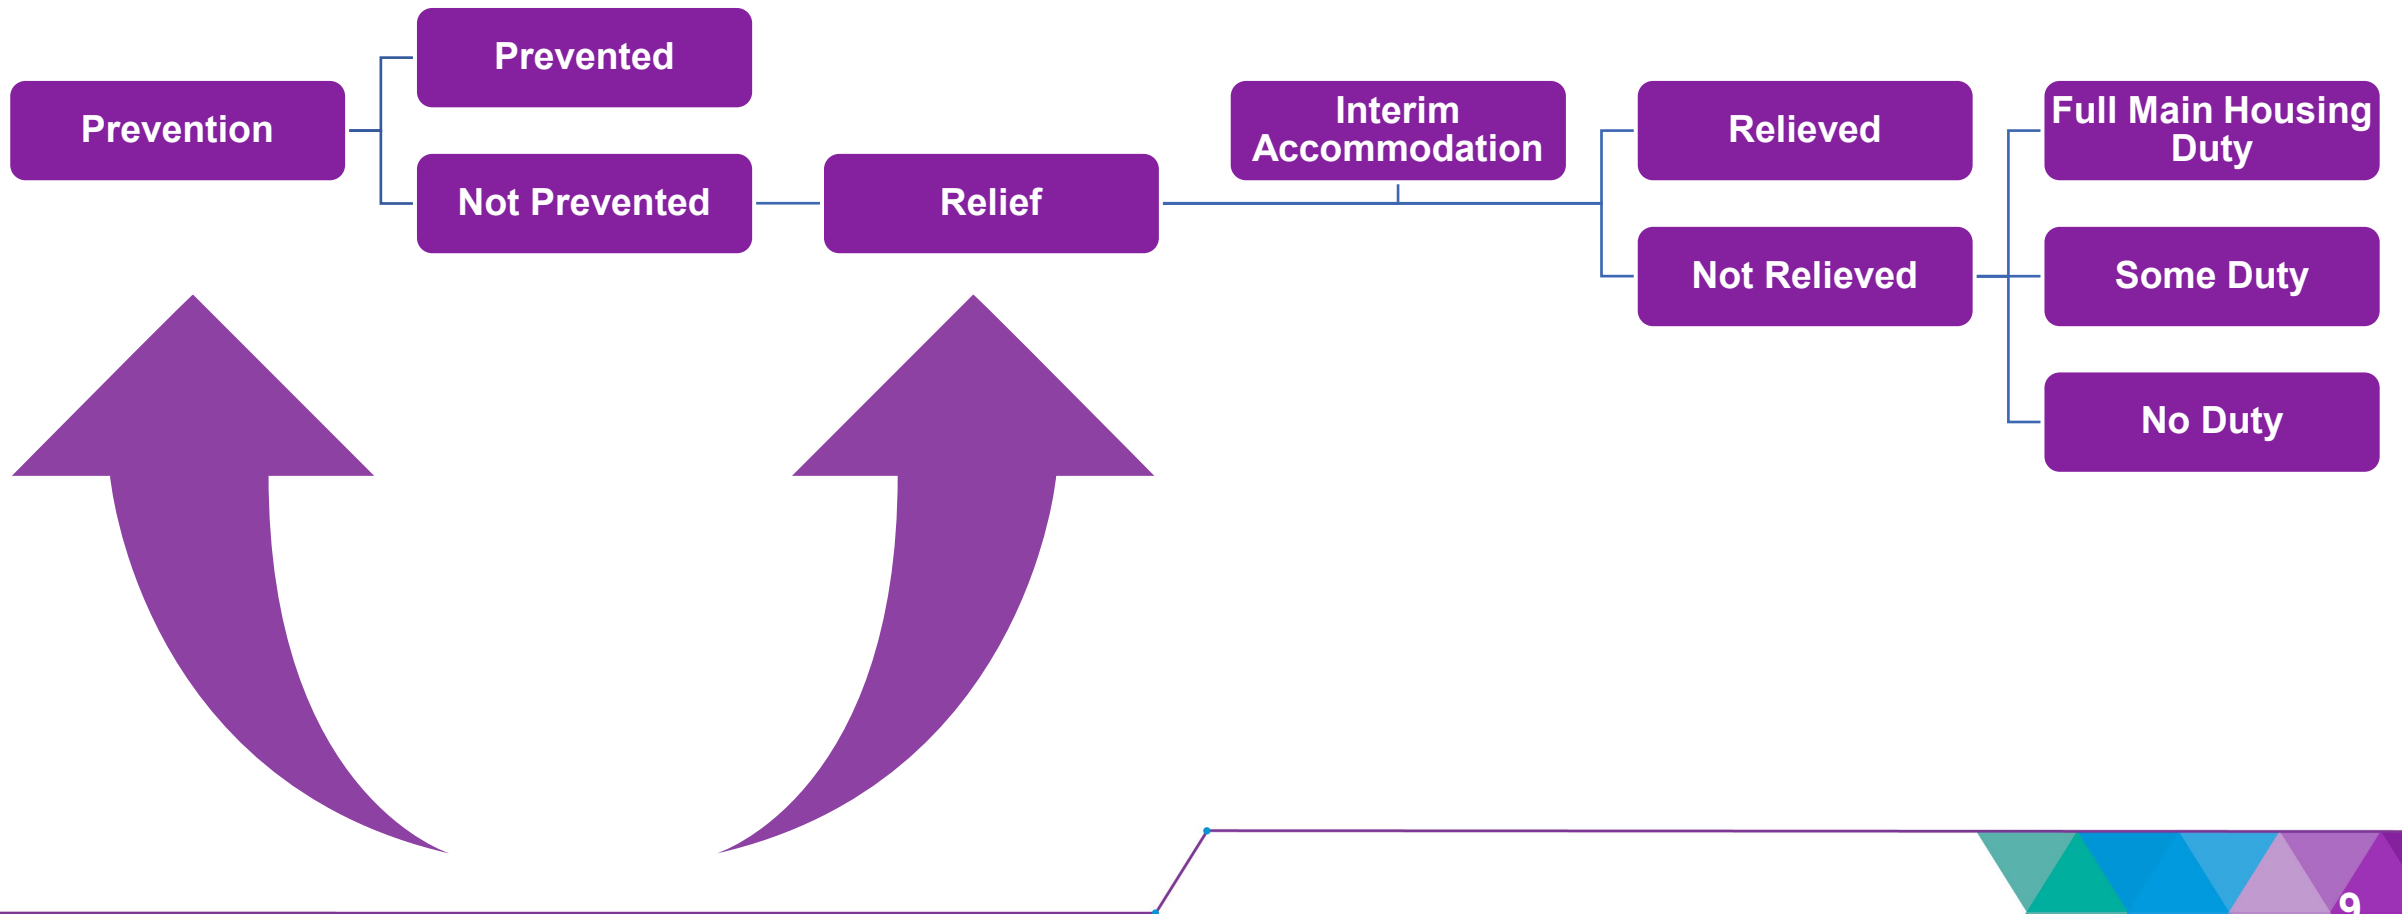 Prevention
Prevented
Not Prevented
Relief
Interim
Accommodation
Relieved
Not Relieved
Full Main Housing
Duty
Some Duty
No Duty
9